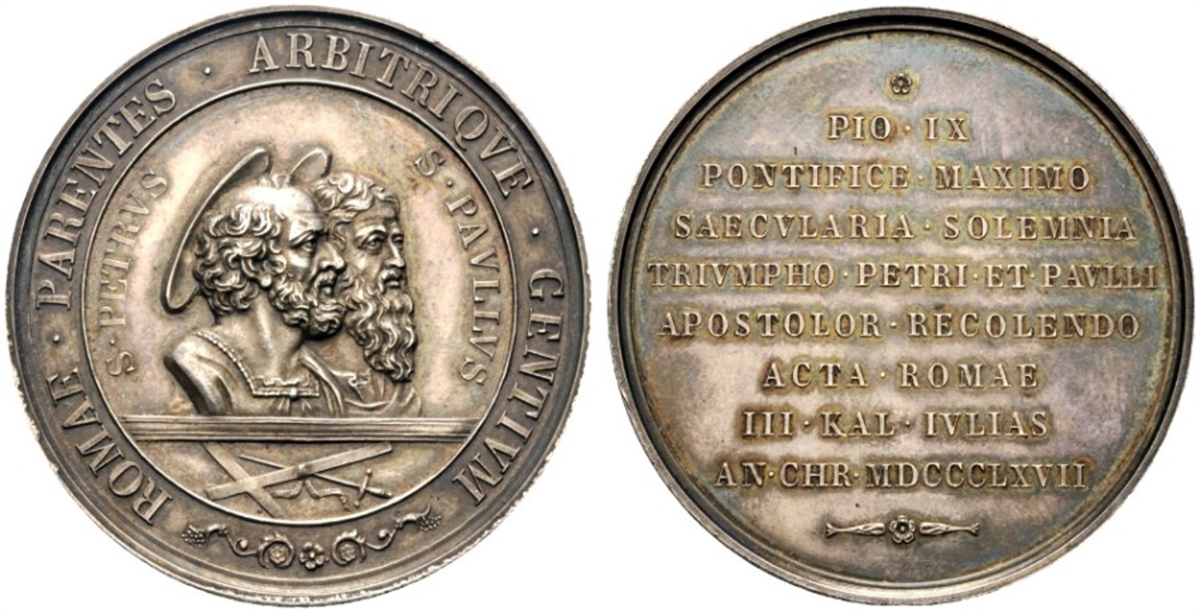 ROMAE · PARENTES · ARBITRIQVE · GENTIVM
S · PETRVS
S · PAVLLVS
PIO · IX
PONTIFICE · MAXIMO
SAECVLARIA · SOLEMNIA
TRIVMPHO · PETRI · ET · PAVLLI
APOSTOLOR · RECOLENDO
ACTA · ROMAE
III · KAL · IVLIAS
AN · CHR · MDCCCLXVII